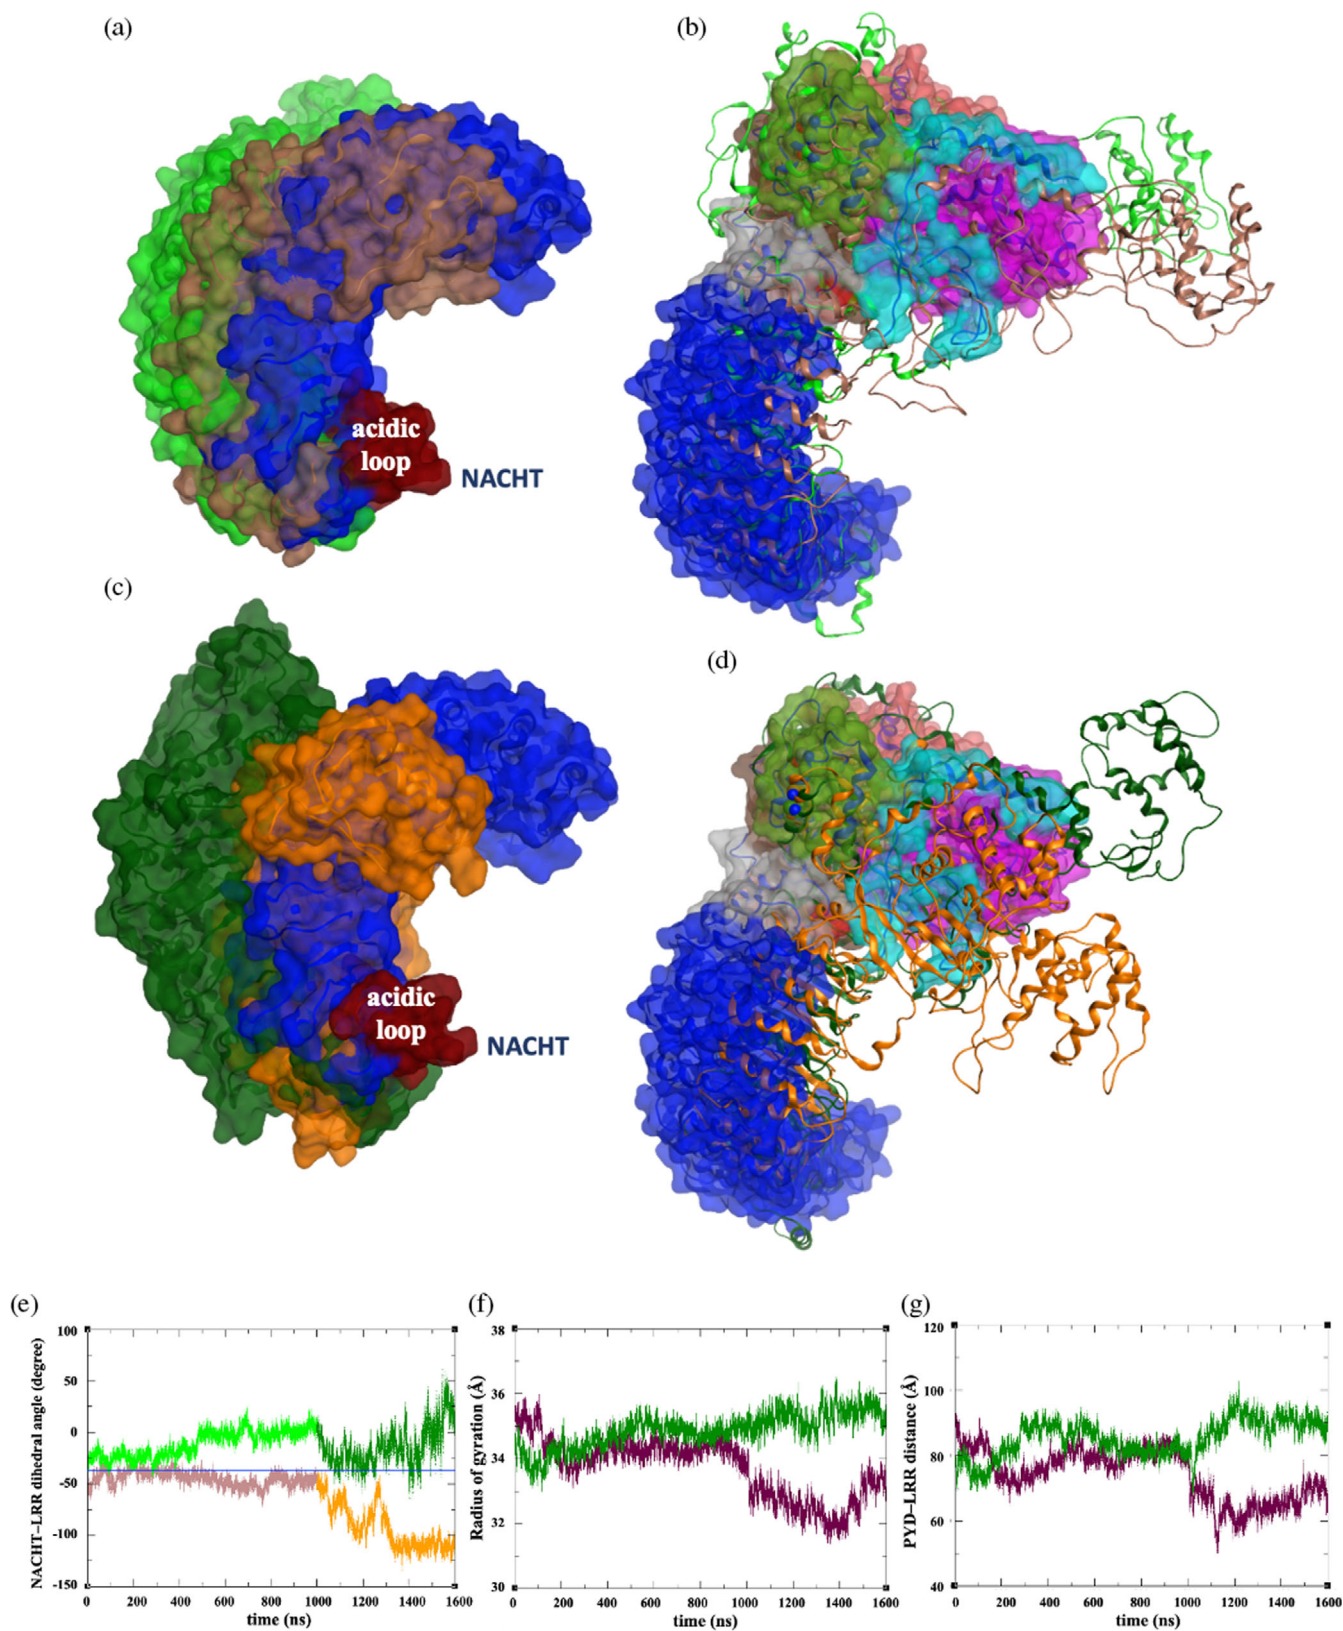 (a)
(b)
acidic
loop
NACHT
(c)
(d)
acidic
loop
NACHT
(e)
(f)
(g)
NACHT–LRR dihedral angle (degree)
100
50
0
-50
-100
-150
0
200
400
600
800
1000
1200
1400
1600
time (ns)
Radius of gyration (Å)
38
36
34
32
30
0
200
400
600
800
1000
1200
1400
1600
time (ns)
PYD–LRR distance (Å)
120
100
80
60
40
0
200
400
600
800
1000
1200
1400
1600
time (ns)